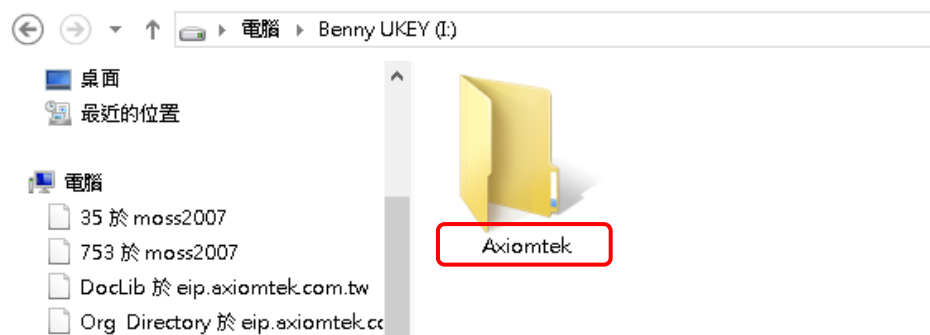 電腦 Benny UKEY (I:)
桌面
最近的位置
電腦
35 於 moss2007
753 於 moss2007
DocLib 於 eip.axiomtek.com.tw
Org Directory 於 eip.axiomtek.cc
Axiomtek